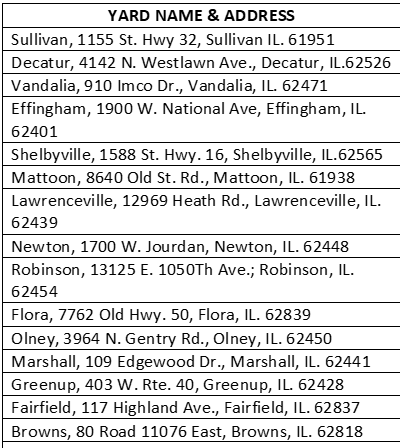 YARD NAME & ADDRESS
Sullivan, 1155 St. Hwy 32, Sullivan IL. 61951
Decatur, 4142 N. Westlawn Ave., Decatur, IL.62526
Vandalia, 910 Imco Dr., Vandalia, IL. 62471
Effingham, 1900 W. National Ave, Effingham, IL.
62401
Shelbyville, 1588 St. Hwy. 16, Shelbyville, IL.62565
Mattoon, 8640 Old St. Rd., Mattoon, IL. 61938
Lawrenceville, 12969 Heath Rd., Lawrenceville, IL.
62439
Newton, 1700 W. Jourdan, Newton, IL. 62448
Robinson, 13125 E. 1050Th Ave.; Robinson, IL.
62454
Flora, 7762 Old Hwy. 50, Flora, IL. 62839
Olney, 3964 N. Gentry Rd., Olney, IL. 62450
Marshall, 109 Edgewood Dr., Marshall, IL. 62441
Greenup, 403 W. Rte. 40, Greenup, IL. 62428
Fairfield, 117 Highland Ave., Fairfield, IL. 62837
Browns, 80 Road 11076 East, Browns, IL. 62818